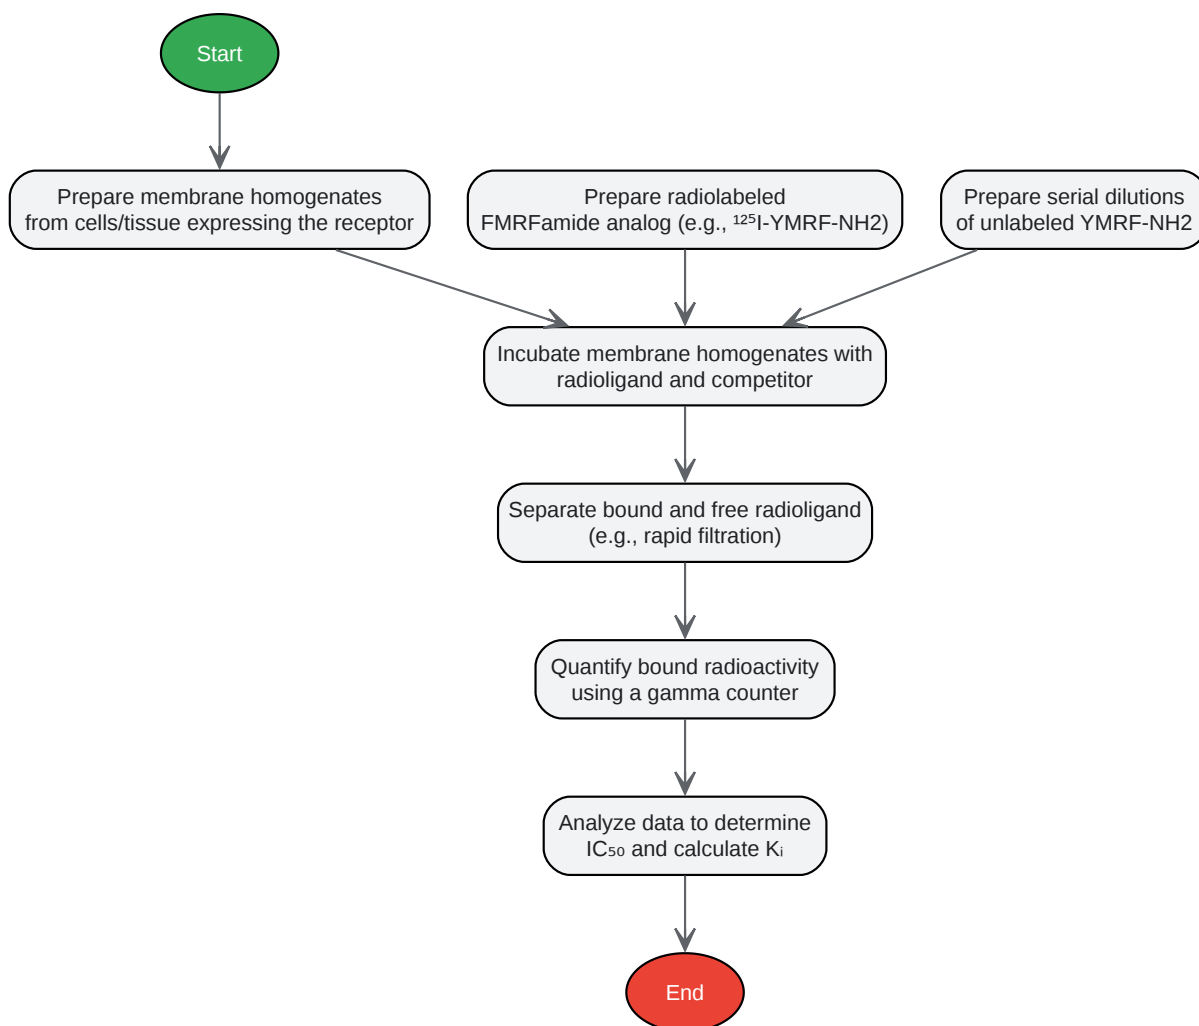 Start
Prepare membrane homogenates
from cells/tissue expressing the receptor
Prepare radiolabeled
FMRFamide analog (e.g., ¹²⁵I-YMRF-NH2)
Prepare serial dilutions
of unlabeled YMRF-NH2
Incubate membrane homogenates with
radioligand and competitor
Separate bound and free radioligand
(e.g., rapid filtration)
Quantify bound radioactivity
using a gamma counter
Analyze data to determine
IC₅₀ and calculate Kᵢ
End